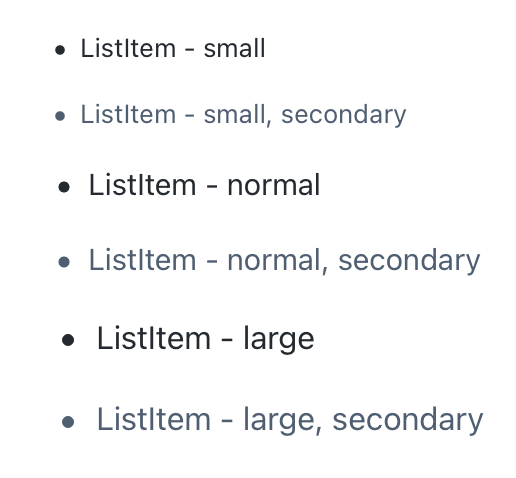 • ListItem - small
• ListItem - small, secondary
• ListItem - normal
• ListItem - normal, secondary
• ListItem - large
• ListItem - large, secondary